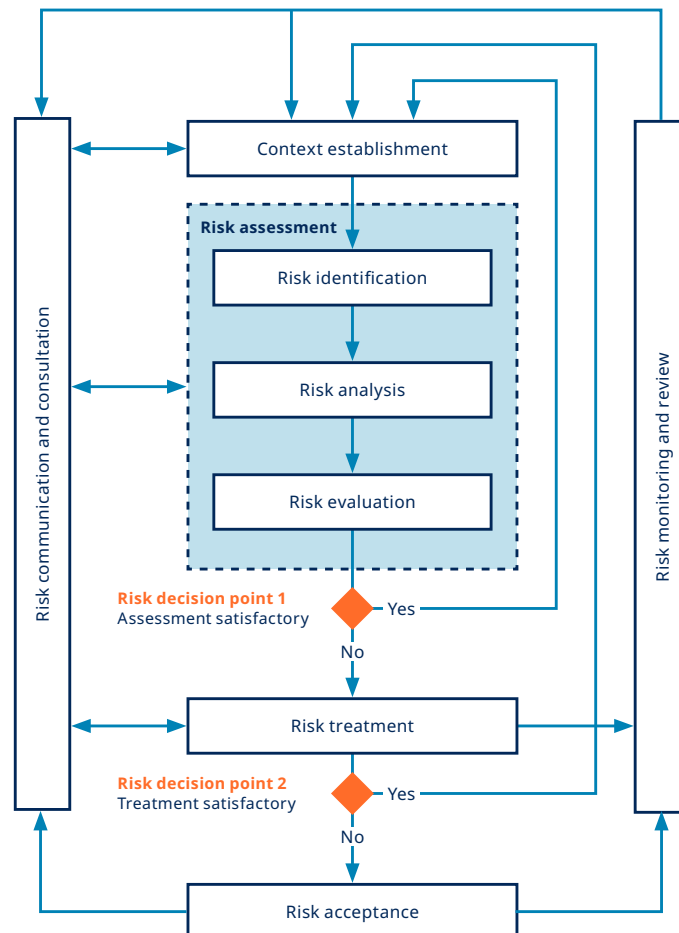 Context establishment
Risk assessment
Risk identification
Risk analysis
Risk evaluation
Risk communication and consultation
Risk monitoring and review
Risk decision point 1
Assessment satisfactory
Yes
No
Risk treatment
Risk decision point 2
Treatment satisfactory
Yes
No
Risk acceptance